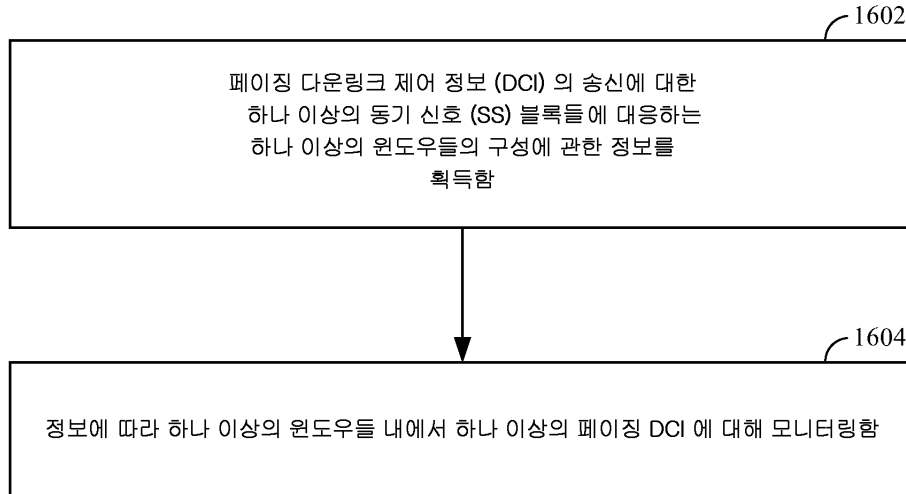 1602
페이징 다운링크 제어 정보 (DCI) 의 송신에 대한
하나 이상의 동기 신호 (SS) 블록들에 대응하는
하나 이상의 윈도우들의 구성에 관한 정보를
획득함
1604
정보에 따라 하나 이상의 윈도우들 내에서 하나 이상의 페이징 DCI 에 대해 모니터링함